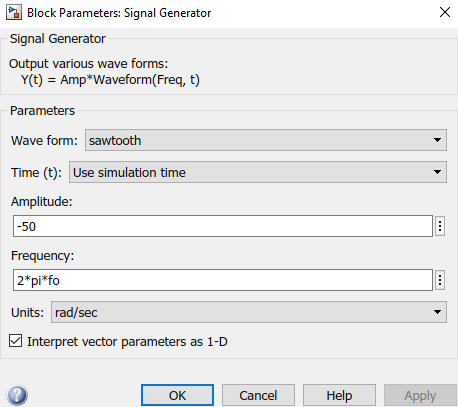 Block Parameters: Signal Generator
Signal Generator
Output various wave forms:
Y(t) = Amp*Waveform(Freq, t)
Parameters
Wave form: sawtooth
Time (t): Use simulation time
Amplitude:
-50
Frequency:
2*pi*fo
Units: rad/sec
Interpret vector parameters as 1-D
OK Cancel Help Apply